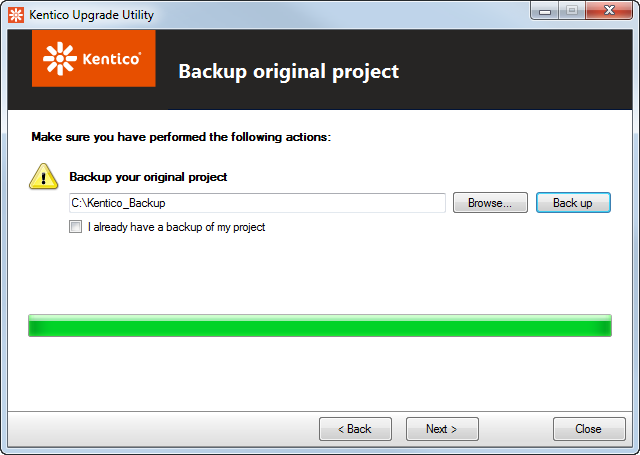 Kentico Upgrade Utility
Kentico®
Backup original project
Make sure you have performed the following actions:
Backup your original project
C:\Kentico_Backup
Browse...
Back up
I already have a backup of my project
< Back
Next >
Close